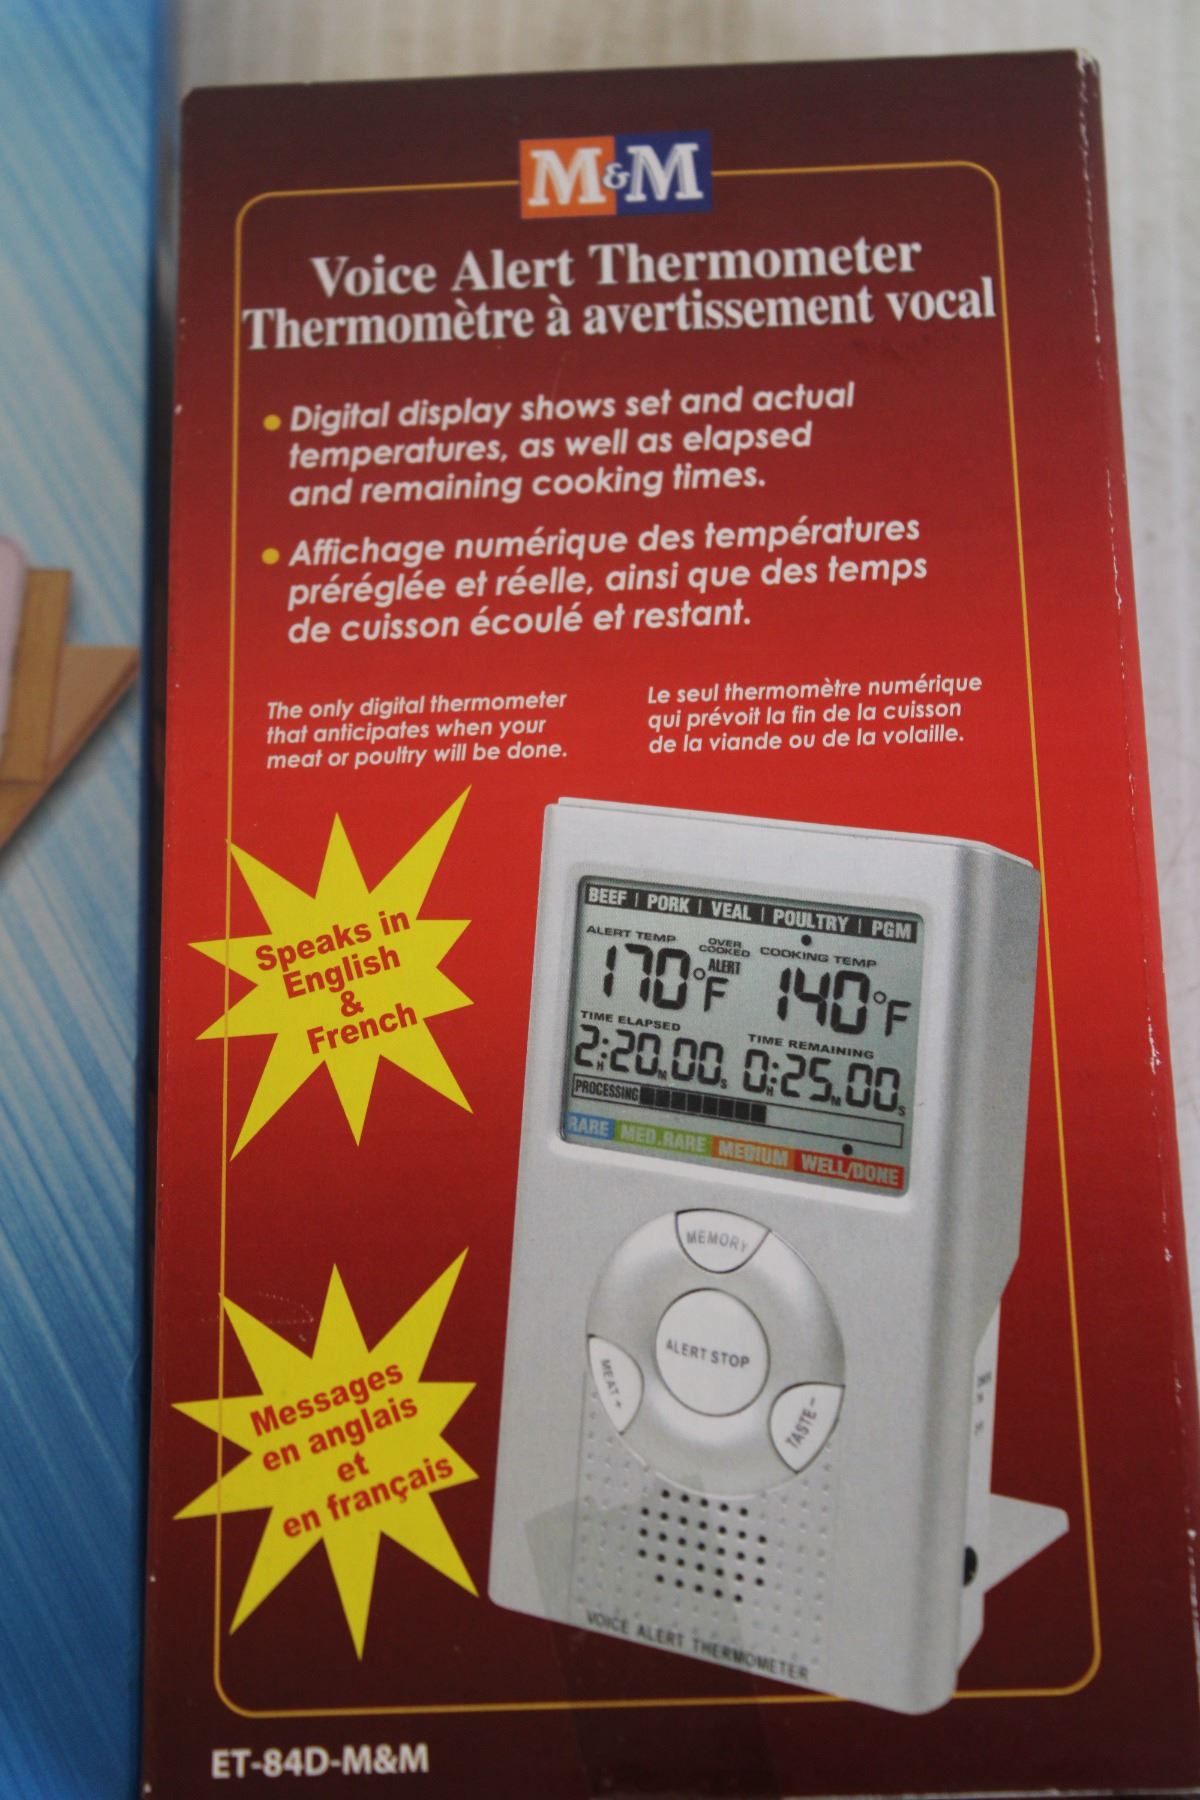 M&M
Voice Alert Thermometer
Thermomètre à avertissement vocal
• Digital display shows set and actual
temperatures, as well as elapsed
and remaining cooking times.
• Affichage numérique des températures
préréglée et réelle, ainsi que des temps
de cuisson écoulé et restant.
The only digital thermometer
that anticipates when your
meat or poultry will be done.
Le seul thermomètre numérique
qui prévoit la fin de la cuisson
de la viande ou de la volaille.
Speaks in
English
&
French
Messages
en anglais
et
en français
BEEF | PORK | VEAL | POULTRY | PGM
ALERT TEMP OVER COOKED COOKING TEMP
170°F ALERT 140°F
TIME ELAPSED TIME REMAINING
2:20.00 0:25.00
H M S H M S
PROCESSING
RARE MED.RARE MEDIUM WELL/DONE
MEMORY
ALERT STOP
MEAT+
TASTE-
VOICE ALERT THERMOMETER
ET-84D-M&M